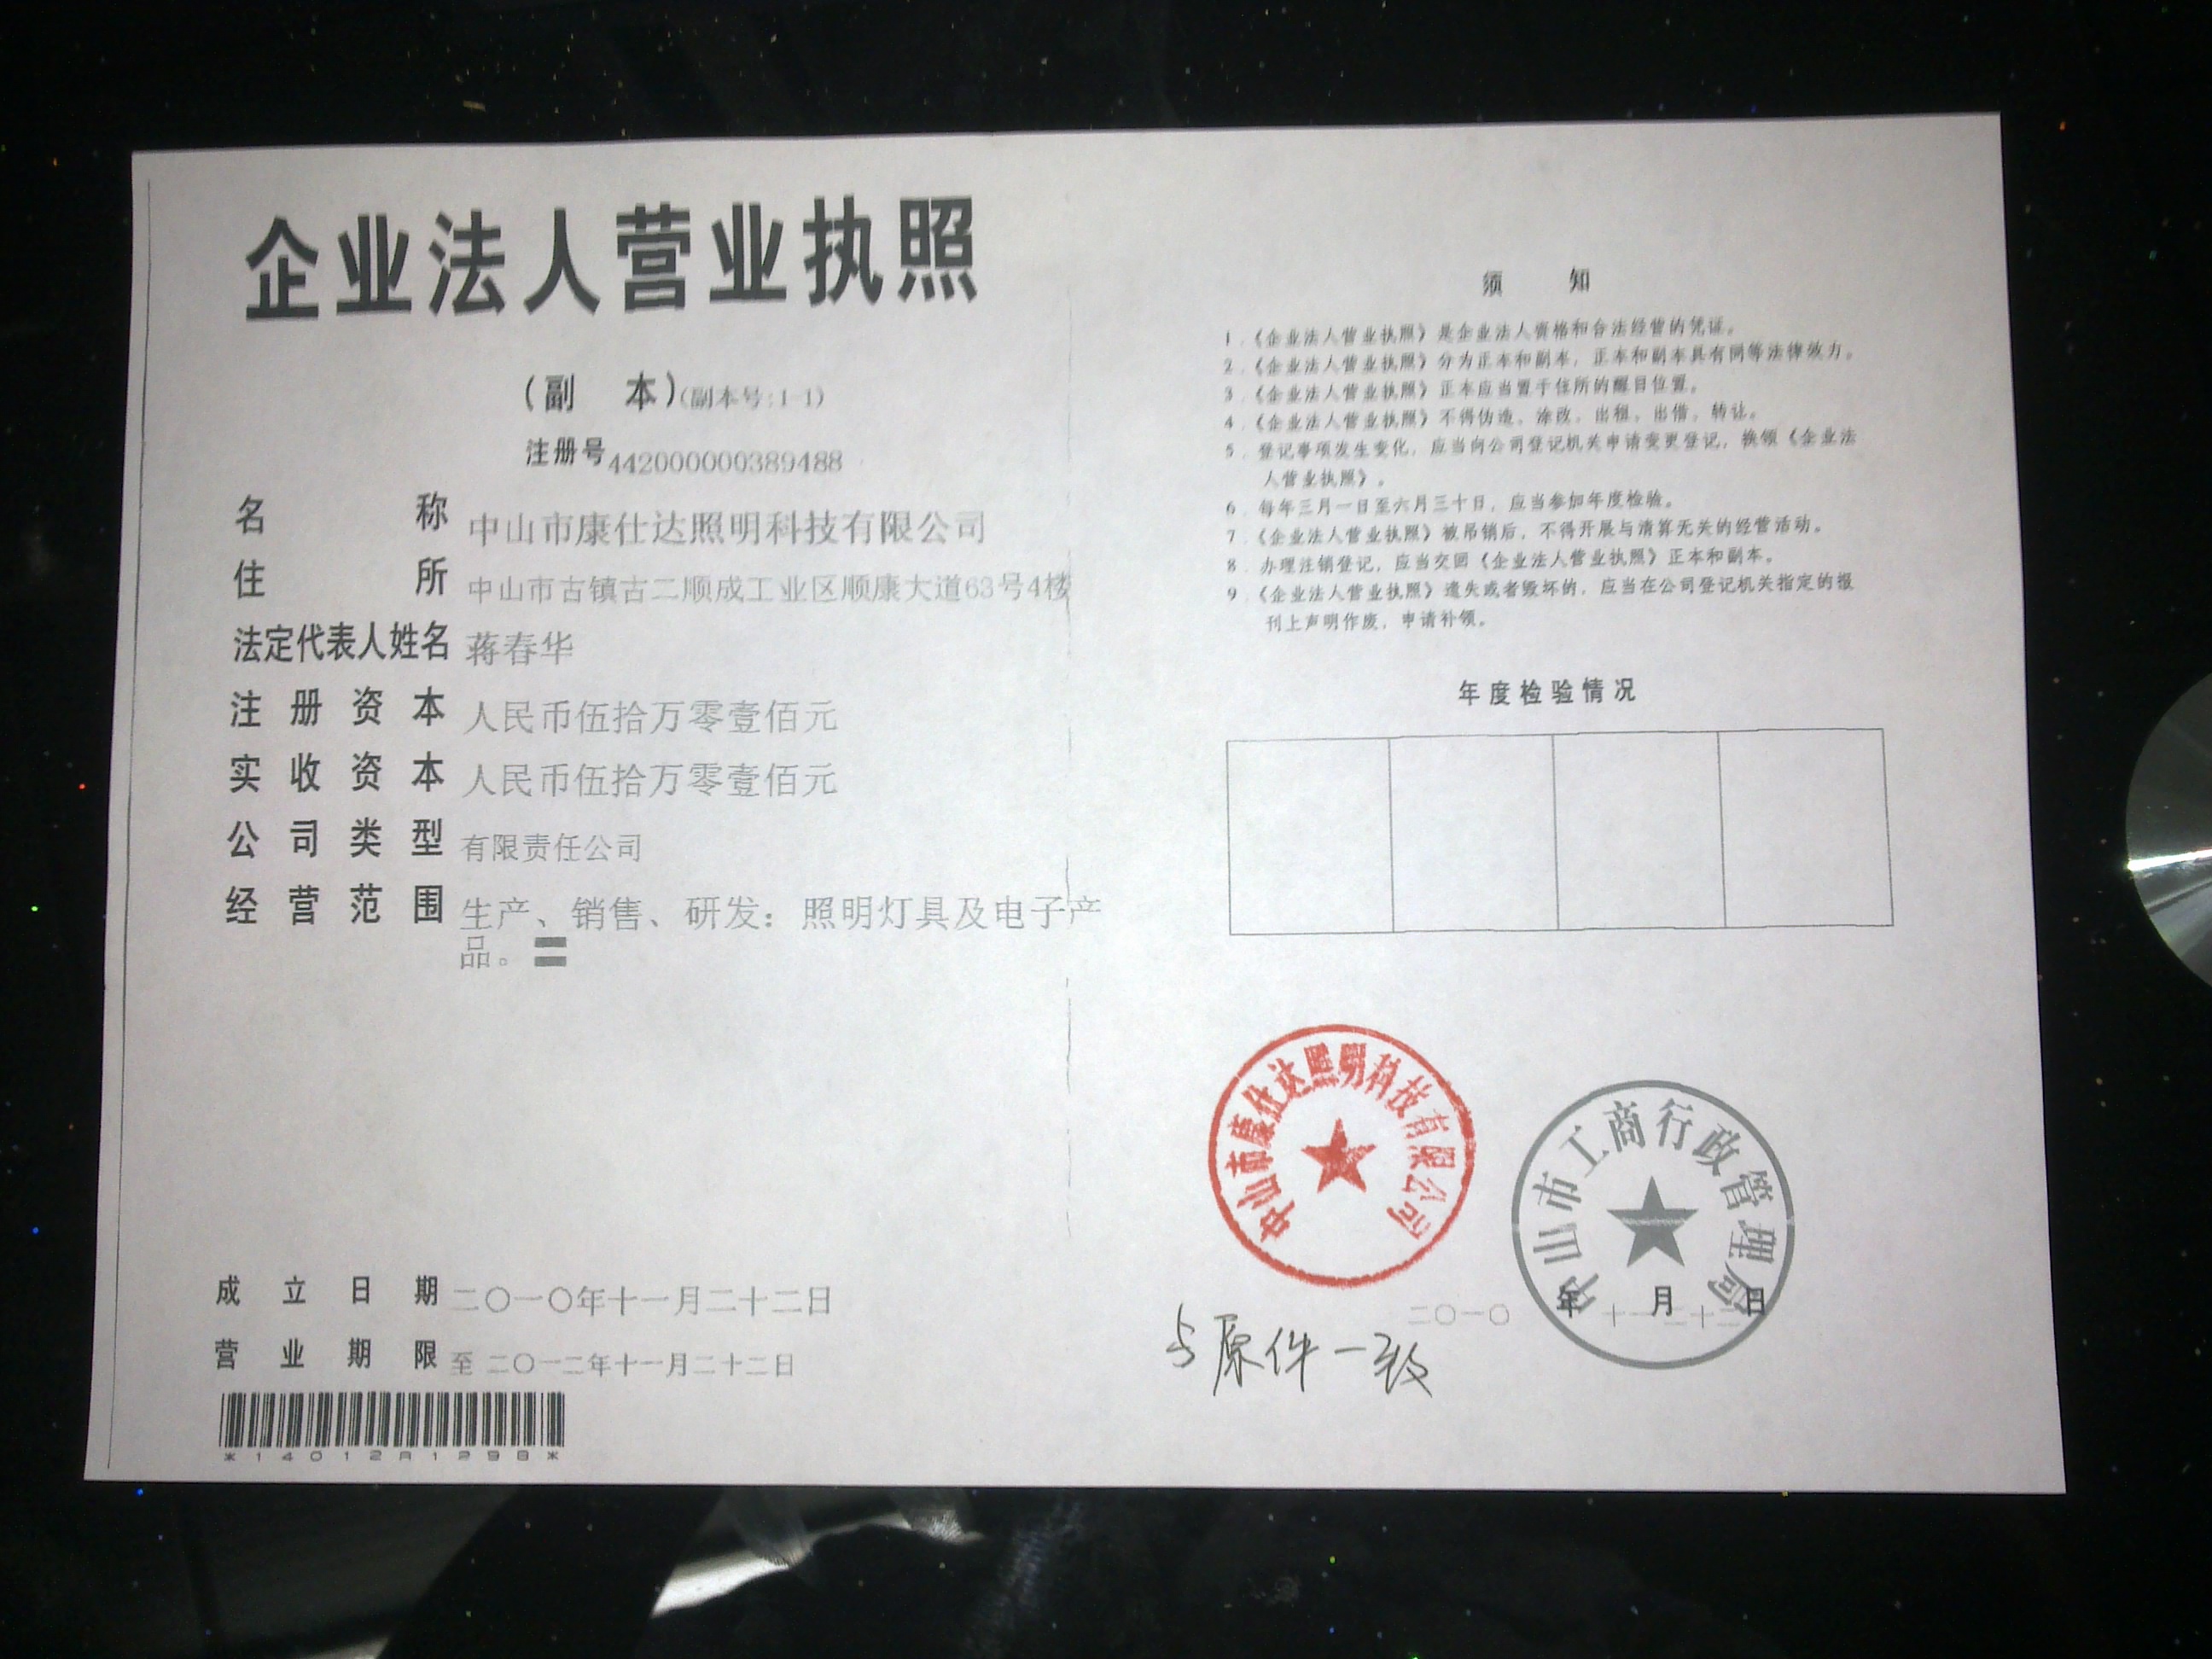 企业法人营业执照
（副 本）(副本号:1-1)
注册号 442000000389488
名 称 中山市康仕达照明科技有限公司
住 所 中山市古镇古二顺成工业区顺康大道63号4楼
法定代表人姓名 蒋春华
注册资本 人民币伍拾万零壹佰元
实收资本 人民币伍拾万零壹佰元
公司类型 有限责任公司
经营范围 生产、销售、研发：照明灯具及电子产
品。
成立日期 二〇一〇年十一月二十二日
营业期限 至 二〇一二年十一月二十二日
*14012A1298*
须 知
1．《企业法人营业执照》是企业法人资格和合法经营的凭证。
2．《企业法人营业执照》分为正本和副本，正本和副本具有同等法律效力。
3．《企业法人营业执照》正本应当置于住所的醒目位置。
4．《企业法人营业执照》不得伪造、涂改、出租、出借、转让。
5．登记事项发生变化，应当向公司登记机关申请变更登记，换领《企业法
人营业执照》。
6．每年三月一日至六月三十日，应当参加年度检验。
7．《企业法人营业执照》被吊销后，不得开展与清算无关的经营活动。
8．办理注销登记，应当交回《企业法人营业执照》正本和副本。
9．《企业法人营业执照》遗失或者毁坏的，应当在公司登记机关指定的报
刊上声明作废，申请补领。
年度检验情况
中山市康仕达照明科技有限公司
中山市工商行政管理局
二〇一〇 年 十一 月 二十二 日
与原件一致